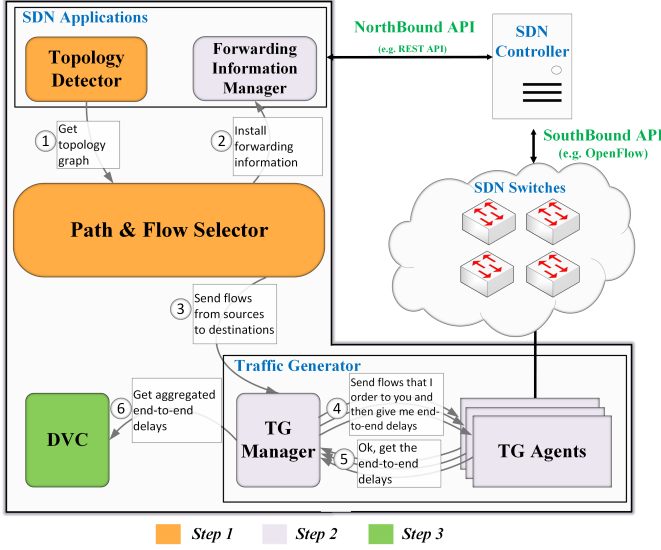 SDN Applications
Topology
Detector
Forwarding
Information
Manager
NorthBound API
(e.g. REST API)
SDN
Controller
1
Get
topology
graph
2
Install
forwarding
information
SouthBound API
(e.g. OpenFlow)
SDN Switches
Path & Flow Selector
3
Send flows
from sources
to destinations
Traffic Generator
6
Get aggregated
end-to-end
delays
4
Send flows that I
order to you and
then give me end-
to-end delays
DVC
TG
Manager
5
Ok, get the
end-to-end
delays
TG Agents
Step 1
Step 2
Step 3